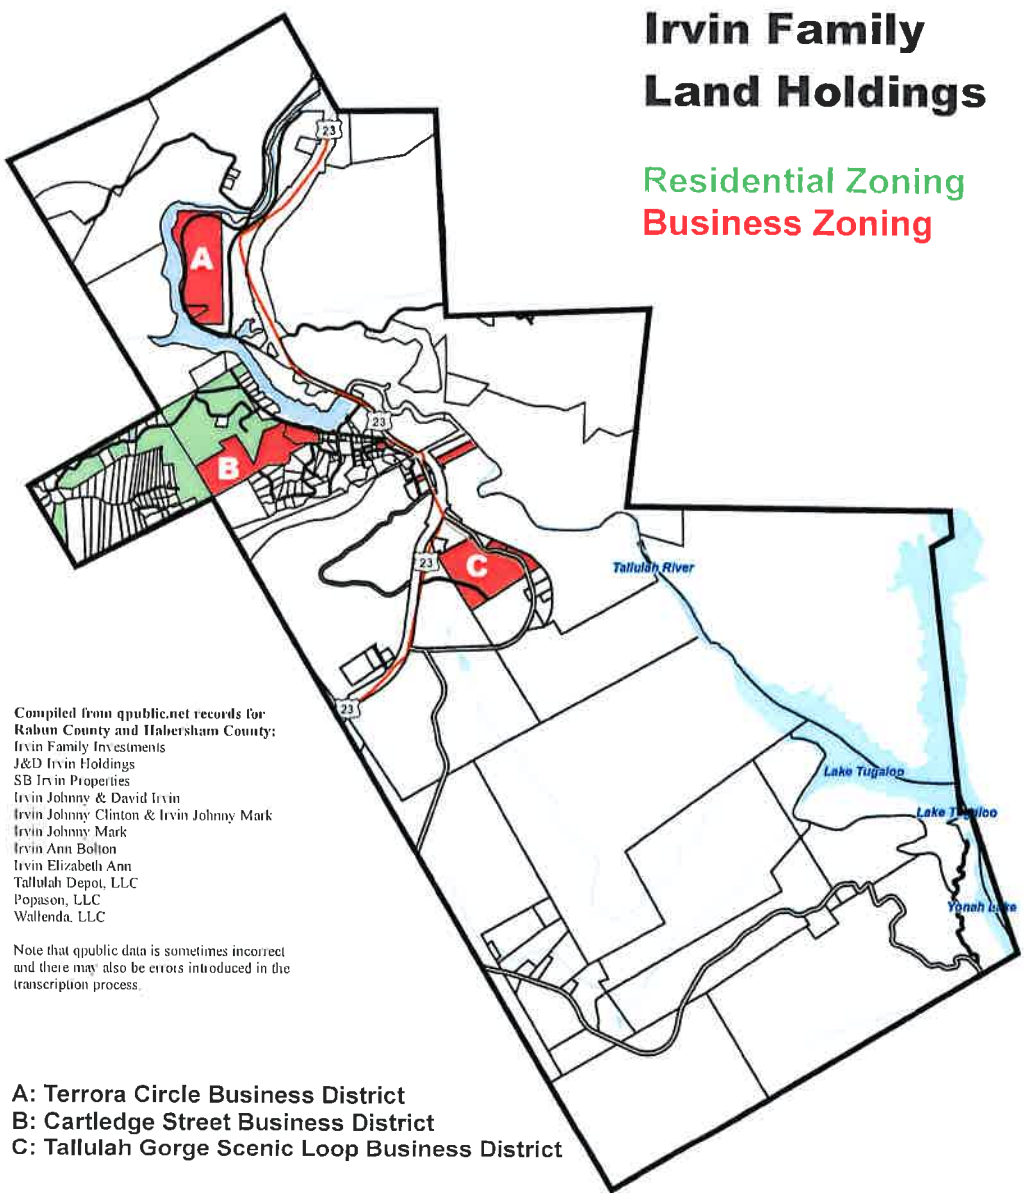 Irvin Family
Land Holdings
Residential Zoning
Business Zoning
23
A
23
B
23
C
Tallulah River
23
Compiled from qpublic.net records for
Rabun County and Habersham County:
Irvin Family Investments
J&D Irvin Holdings
SB Irvin Properties
Irvin Johnny & David Irvin
Irvin Johnny Clinton & Irvin Johnny Mark
Irvin Johnny Mark
Irvin Ann Bolton
Irvin Elizabeth Ann
Tallulah Depot, LLC
Popason, LLC
Wallenda, LLC
Lake Tugaloo
Lake Tugaloo
Yonah Lake
Note that qpublic data is sometimes incorrect
and there may also be errors introduced in the
transcription process.
A: Terrora Circle Business District
B: Cartledge Street Business District
C: Tallulah Gorge Scenic Loop Business District